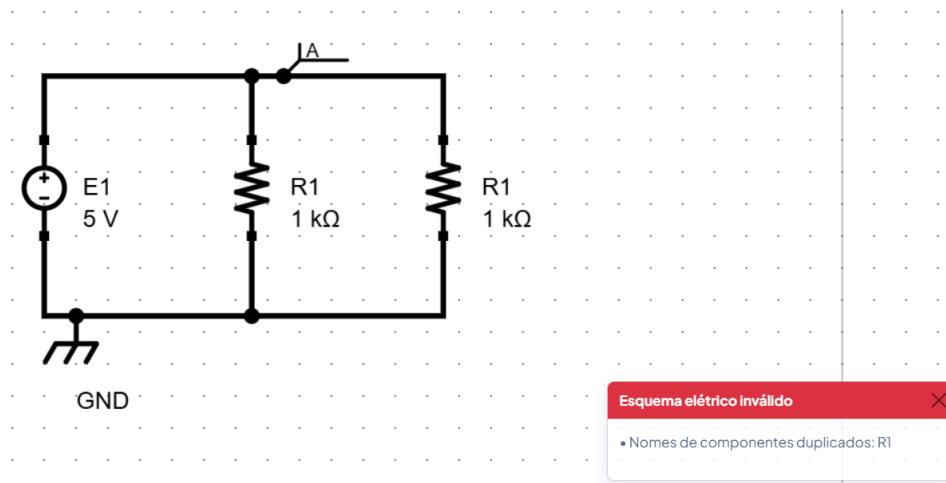 A
E1
5 V
R1
1 kΩ
R1
1 kΩ
GND
Esquema elétrico inválido
• Nomes de componentes duplicados: R1